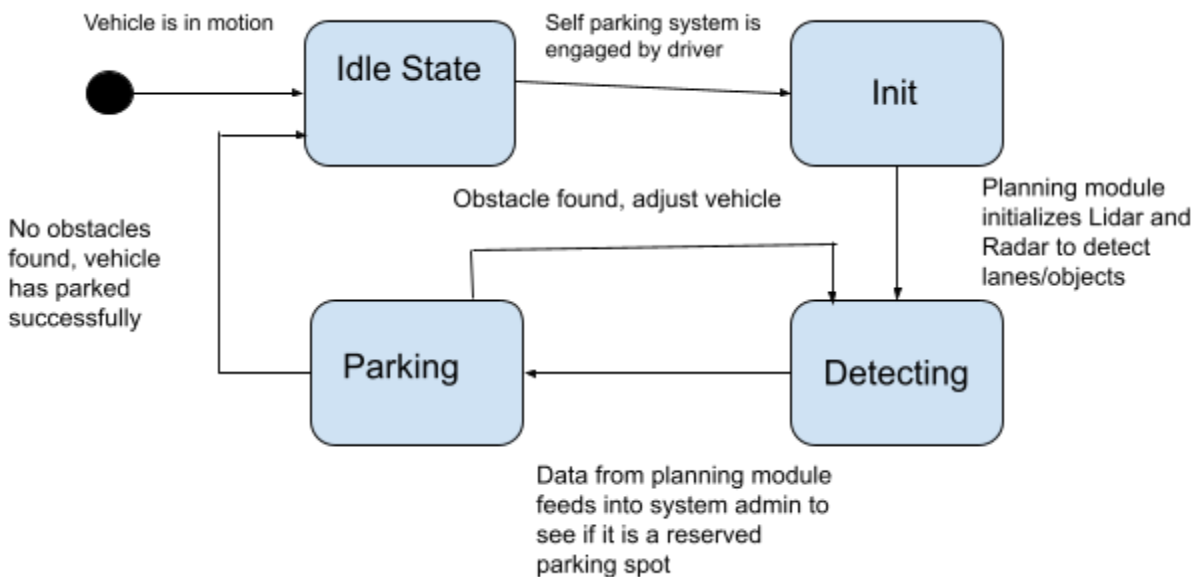 Vehicle is in motion
Self parking system is
engaged by driver
Idle State
Init
Planning module
initializes Lidar and
Radar to detect
lanes/objects
Obstacle found, adjust vehicle
No obstacles
found, vehicle
has parked
successfully
Parking
Detecting
Data from planning module
feeds into system admin to
see if it is a reserved
parking spot